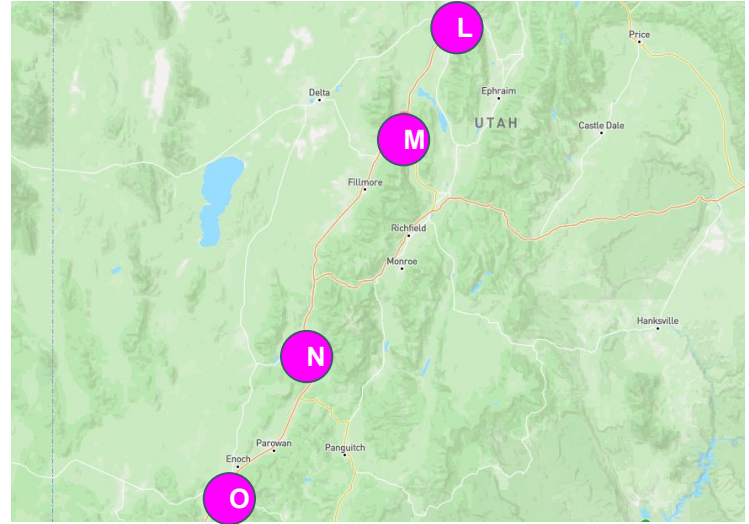 L
Price
Delta
Ephraim
UTAH
Castle Dale
M
Fillmore
Richfield
Monroe
Hanksville
N
Parowan
Panguitch
Enoch
O